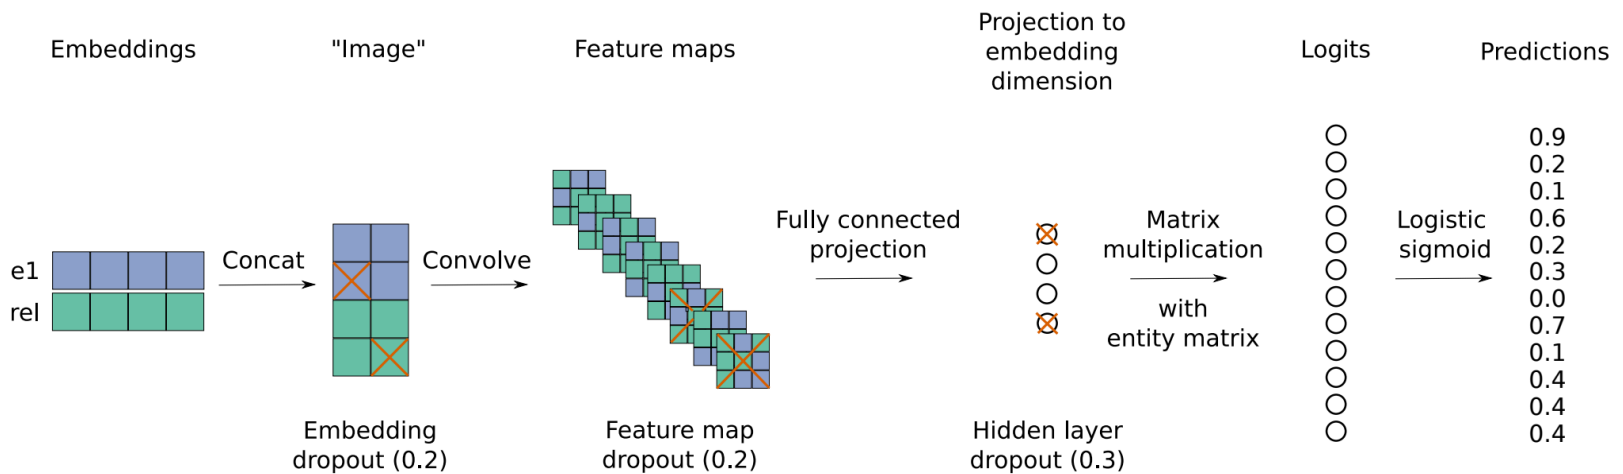 Embeddings
"Image"
Feature maps
Projection to
embedding
dimension
Logits
Predictions
e1
rel
Concat
Convolve
Fully connected
projection
Matrix
multiplication
with
entity matrix
Logistic
sigmoid
0.9
0.2
0.1
0.6
0.2
0.3
0.0
0.7
0.1
0.4
0.4
0.4
Embedding
dropout (0.2)
Feature map
dropout (0.2)
Hidden layer
dropout (0.3)